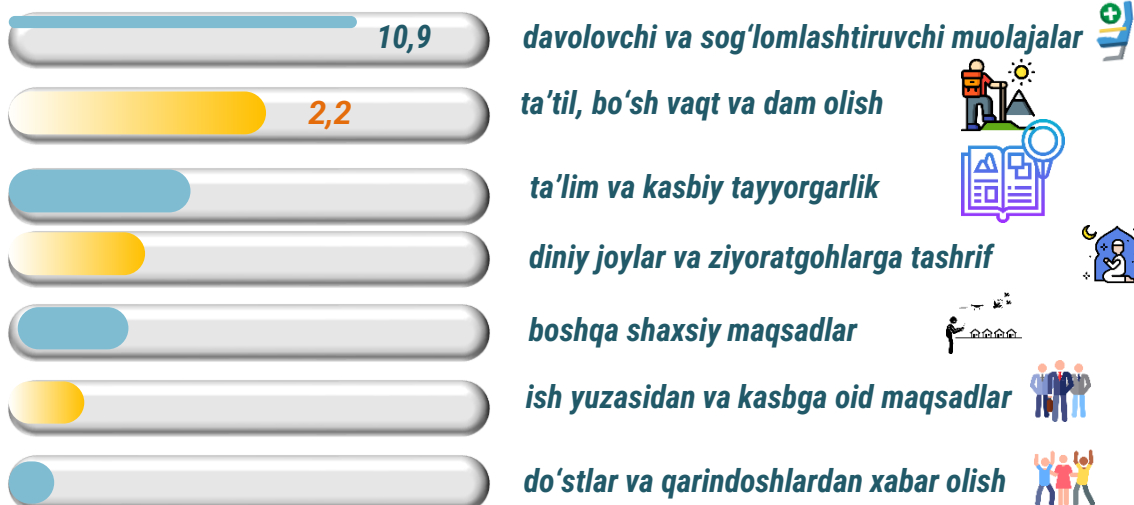 10,9 davolovchi va sog‘lomlashtiruvchi muolajalar
2,2 ta’til, bo‘sh vaqt va dam olish
ta’lim va kasbiy tayyorgarlik
diniy joylar va ziyoratgohlarga tashrif
boshqa shaxsiy maqsadlar
ish yuzasidan va kasbga oid maqsadlar
do‘stlar va qarindoshlardan xabar olish